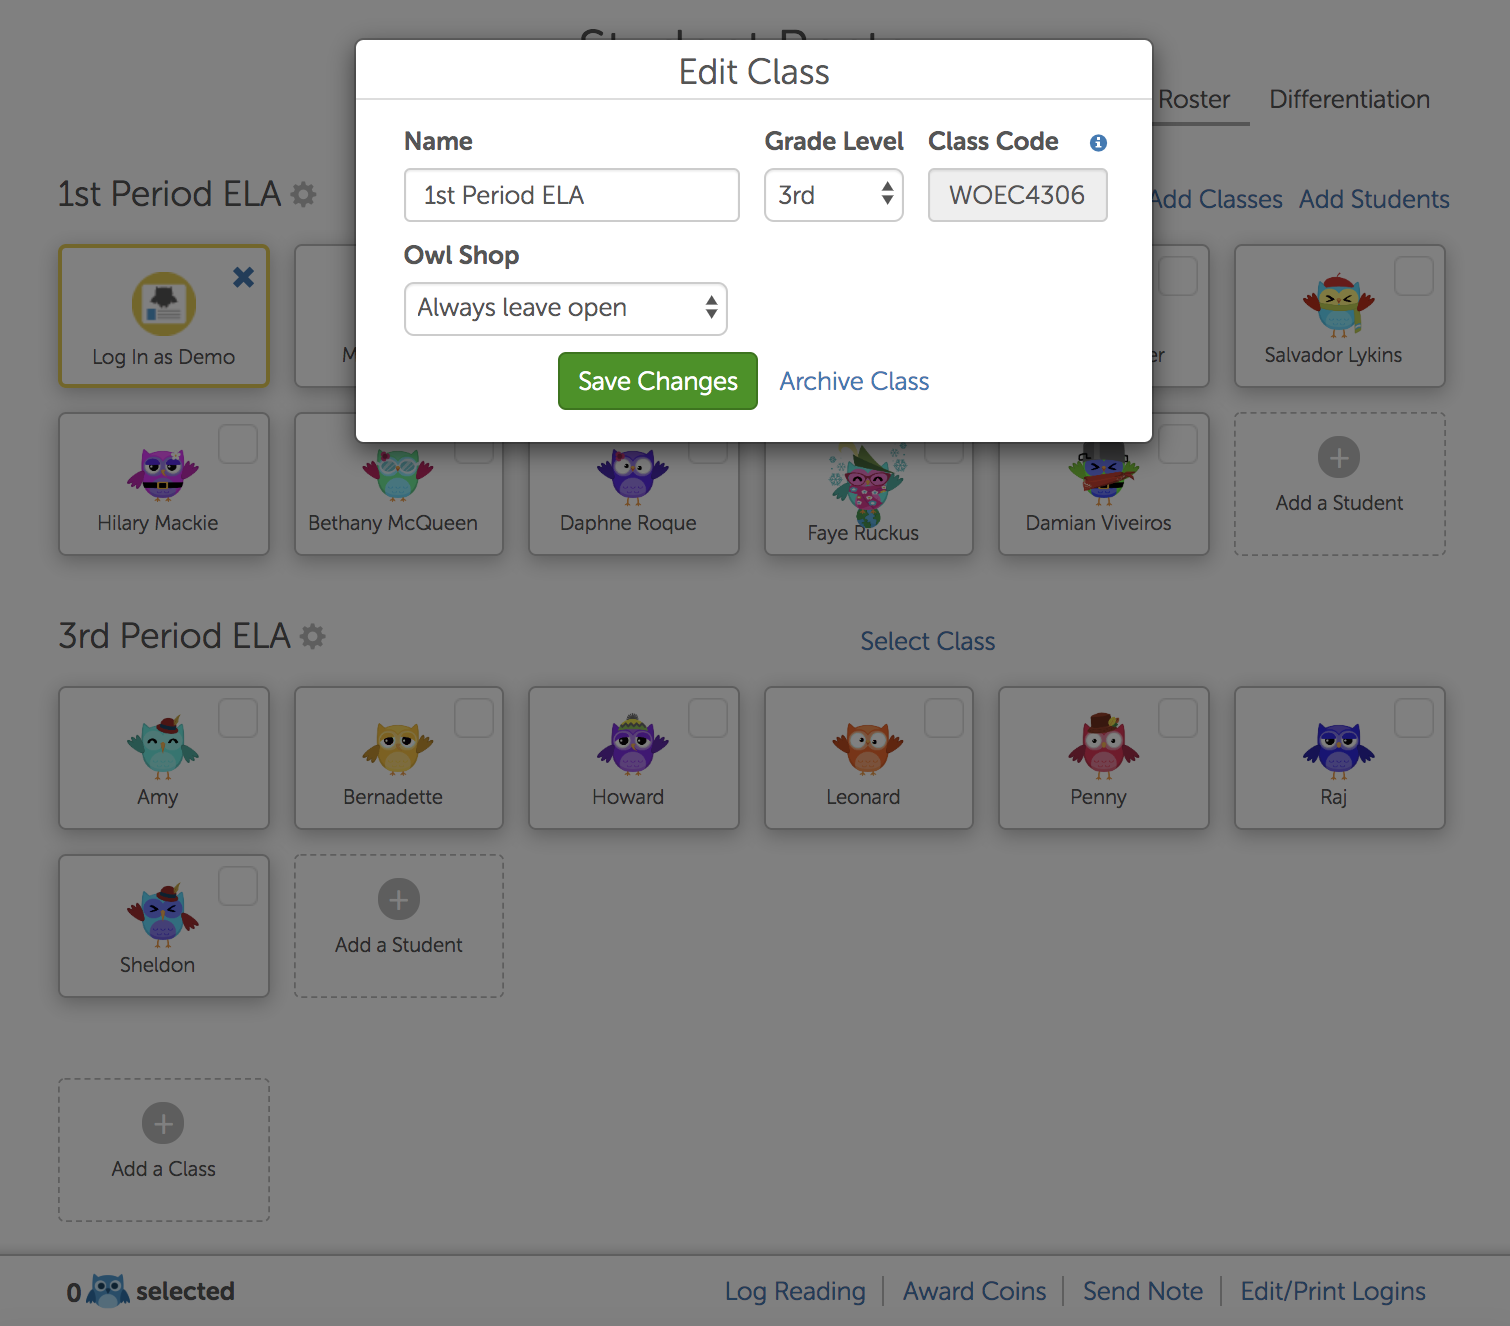 Edit Class
Roster
Differentiation
Name
Grade Level
Class Code
1st Period ELA
3rd
WOEC4306
Owl Shop
Always leave open
Save Changes
Archive Class
1st Period ELA
Add Classes
Add Students
Log In as Demo
Salvador Lykins
Hilary Mackie
Bethany McQueen
Daphne Roque
Faye Ruckus
Damian Viveiros
Add a Student
3rd Period ELA
Select Class
Amy
Bernadette
Howard
Leonard
Penny
Raj
Sheldon
Add a Student
Add a Class
0 selected
Log Reading
Award Coins
Send Note
Edit/Print Logins